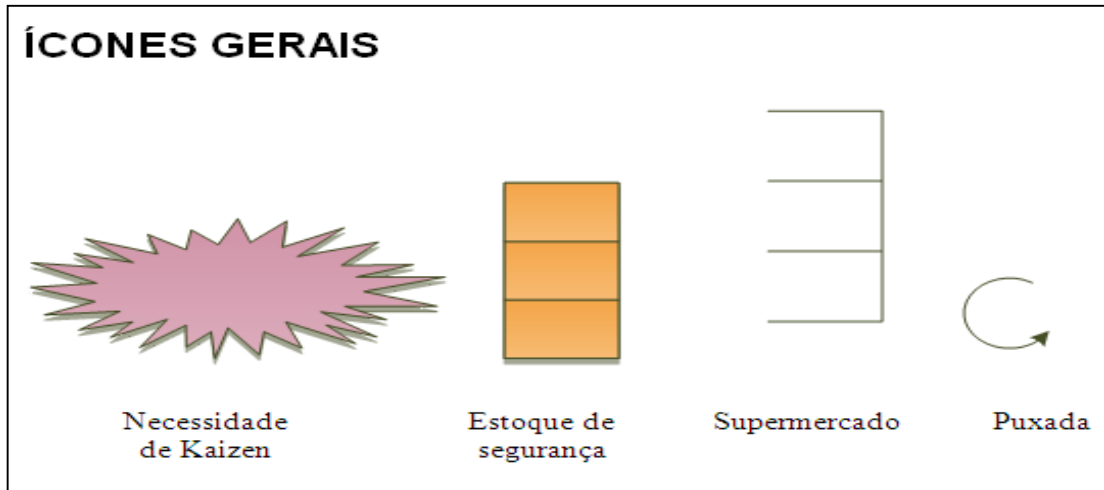 ÍCONES GERAIS
Necessidade
de Kaizen
Estoque de
segurança
Supermercado
Puxada